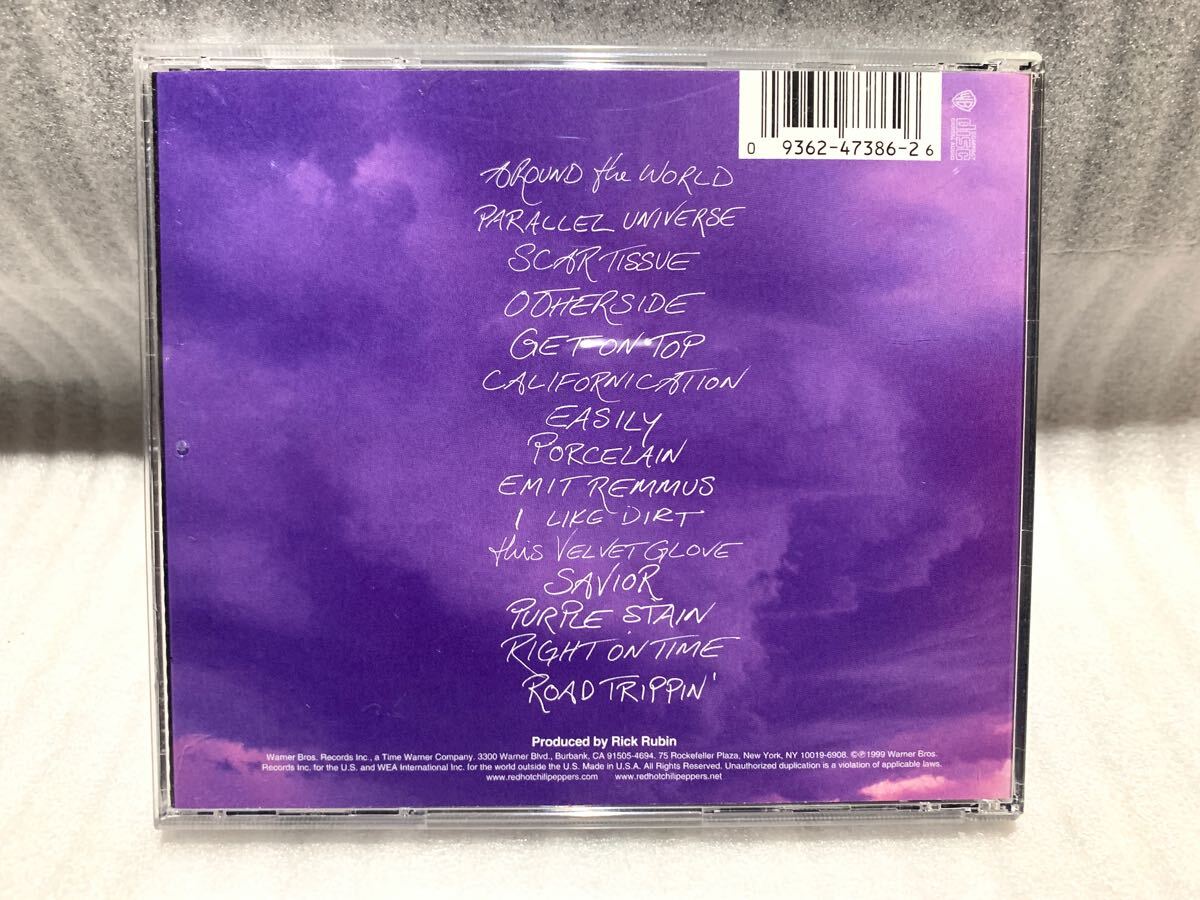 0 9362-47386-2 6
COMPACT
disc
DIGITAL AUDIO
AROUND the WORLD
PARALLEL UNIVERSE
SCAR TISSUE
OTHERSIDE
GET ON TOP
CALIFORNICATION
EASILY
PORCELAIN
EMIT REMMUS
I LIKE DIRT
this VELVET GLOVE
SAVIOR
PURPLE STAIN
RIGHT ON TIME
ROAD TRIPPIN'
Produced by Rick Rubin
Warner Bros. Records Inc., a Time Warner Company. 3300 Warner Blvd., Burbank, CA 91505-4694. 75 Rockefeller Plaza, New York, NY 10019-6908. ©℗1999 Warner Bros.
Records Inc. for the U.S. and WEA International Inc. for the world outside the U.S. Made in U.S.A. All Rights Reserved. Unauthorized duplication is a violation of applicable laws.
www.redhotchilipeppers.com www.redhotchilipeppers.net